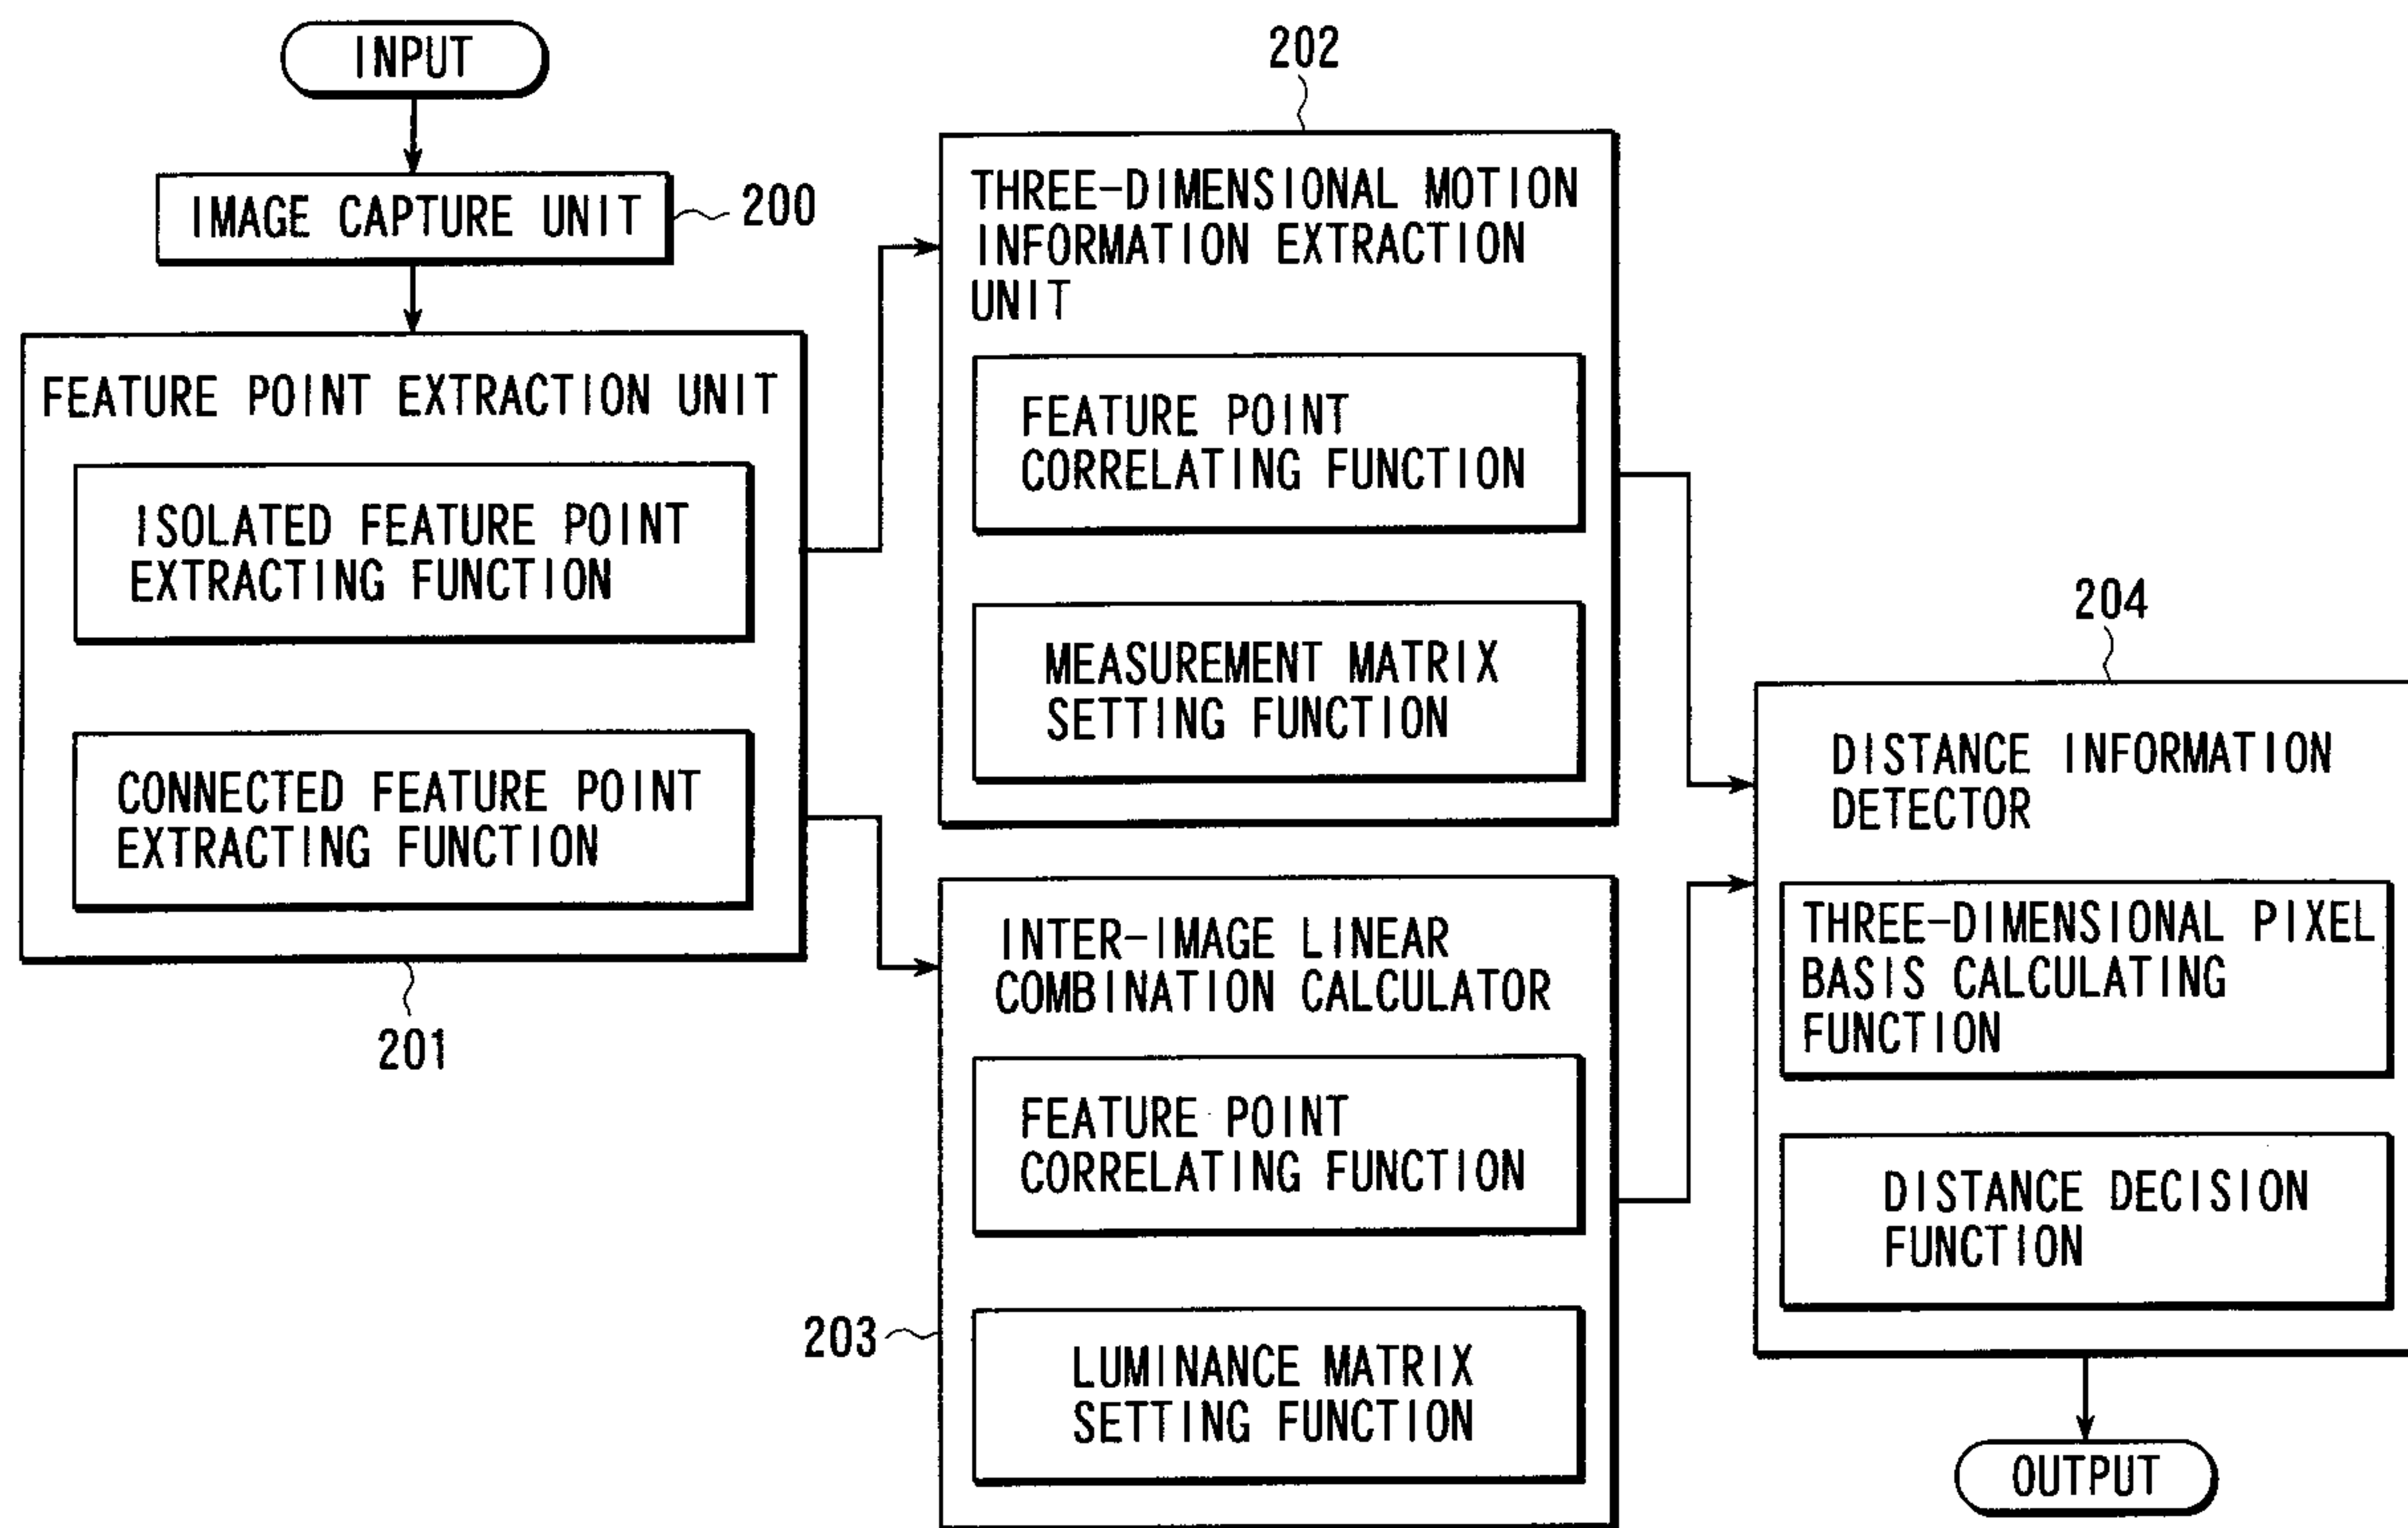 INPUT
IMAGE CAPTURE UNIT
200
FEATURE POINT EXTRACTION UNIT
ISOLATED FEATURE POINT
EXTRACTING FUNCTION
CONNECTED FEATURE POINT
EXTRACTING FUNCTION
201
202
THREE-DIMENSIONAL MOTION
INFORMATION EXTRACTION
UNIT
FEATURE POINT
CORRELATING FUNCTION
MEASUREMENT MATRIX
SETTING FUNCTION
INTER-IMAGE LINEAR
COMBINATION CALCULATOR
FEATURE POINT
CORRELATING FUNCTION
203
LUMINANCE MATRIX
SETTING FUNCTION
204
DISTANCE INFORMATION
DETECTOR
THREE-DIMENSIONAL PIXEL
BASIS CALCULATING
FUNCTION
DISTANCE DECISION
FUNCTION
OUTPUT